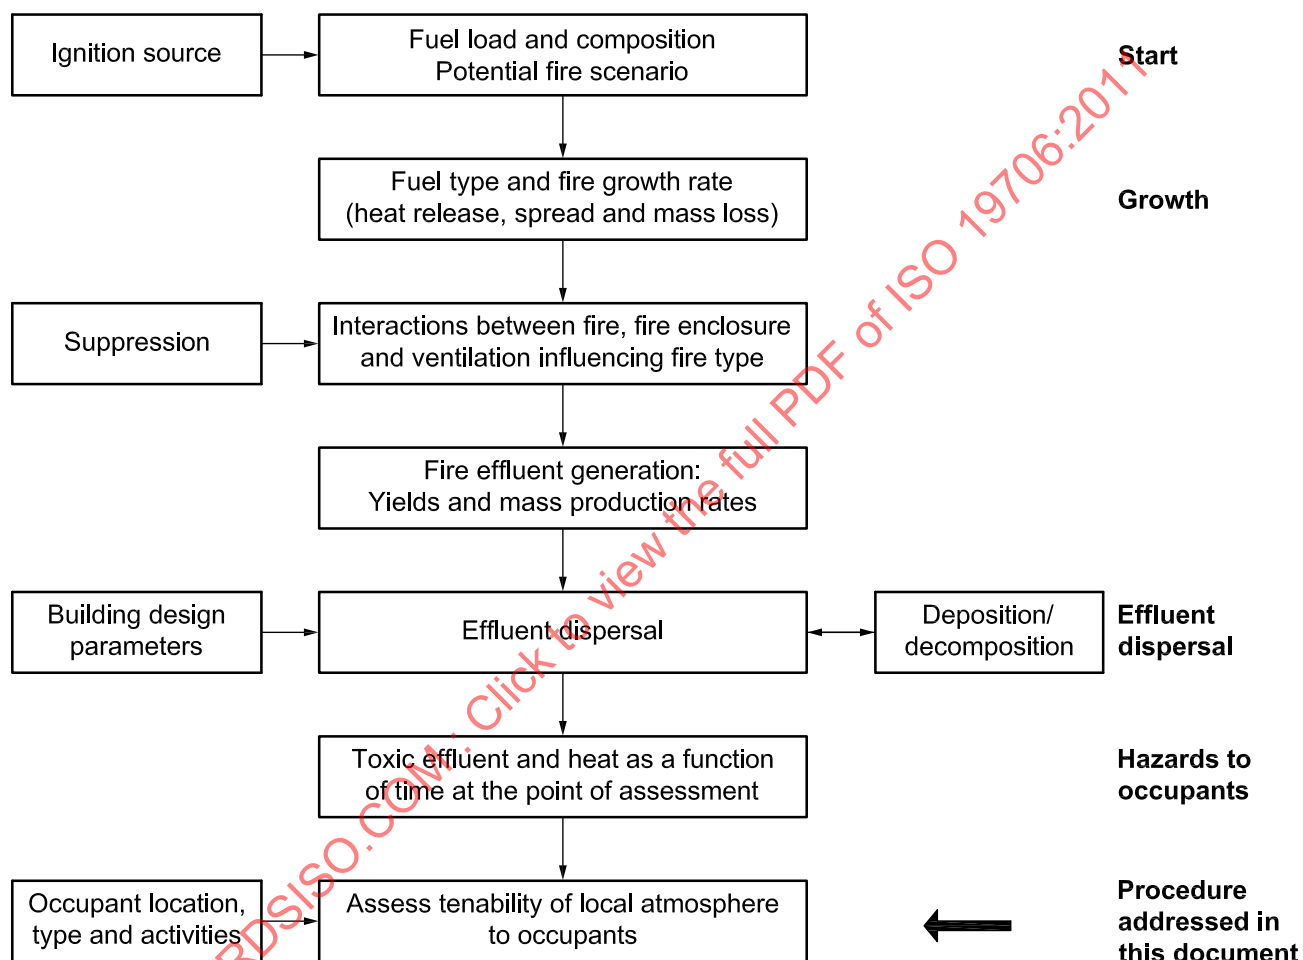 Ignition source
Fuel load and composition
Potential fire scenario
Start
Fuel type and fire growth rate
(heat release, spread and mass loss)
Growth
Suppression
Interactions between fire, fire enclosure
and ventilation influencing fire type
Fire effluent generation:
Yields and mass production rates
Building design
parameters
Effluent dispersal
Deposition/
decomposition
Effluent
dispersal
Toxic effluent and heat as a function
of time at the point of assessment
Hazards to
occupants
Occupant location,
type and activities
Assess tenability of local atmosphere
to occupants
Procedure
addressed in
this document
RDSISO.COM : Click to view the full PDF of ISO 19706:2011